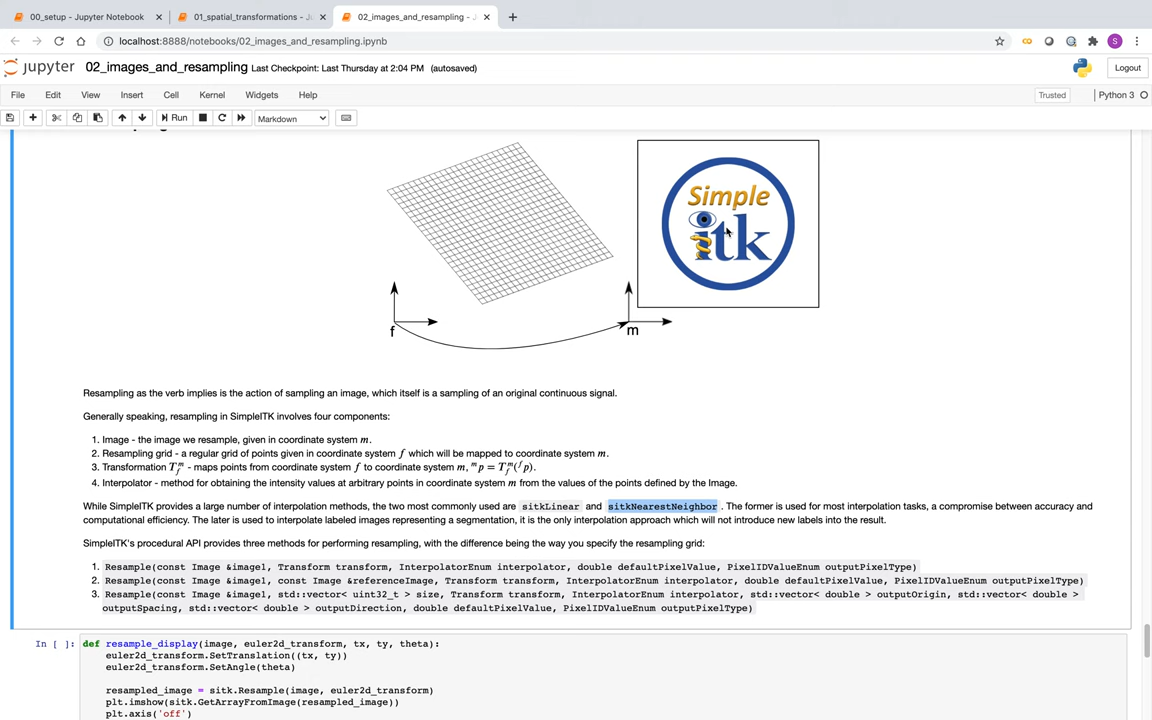 00_setup - Jupyter Notebook
01_spatial_transformations - Ju
02_images_and_resampling - J
localhost:8888/notebooks/02_images_and_resampling.ipynb
S
jupyter 02_images_and_resampling Last Checkpoint: Last Thursday at 2:04 PM (autosaved)
Logout
File Edit View Insert Cell Kernel Widgets Help
Trusted
Python 3
Run
Markdown
Simple
itk
f
m
Resampling as the verb implies is the action of sampling an image, which itself is a sampling of an original continuous signal.
Generally speaking, resampling in SimpleITK involves four components:
1. Image - the image we resample, given in coordinate system m.
2. Resampling grid - a regular grid of points given in coordinate system f which will be mapped to coordinate system m.
3. Transformation T_f^m - maps points from coordinate system f to coordinate system m, ^m p = T_f^m(^f p).
4. Interpolator - method for obtaining the intensity values at arbitrary points in coordinate system m from the values of the points defined by the Image.
While SimpleITK provides a large number of interpolation methods, the two most commonly used are sitkLinear and sitkNearestNeighbor . The former is used for most interpolation tasks, a compromise between accuracy and
computational efficiency. The later is used to interpolate labeled images representing a segmentation, it is the only interpolation approach which will not introduce new labels into the result.
SimpleITK's procedural API provides three methods for performing resampling, with the difference being the way you specify the resampling grid:
1. Resample(const Image &image1, Transform transform, InterpolatorEnum interpolator, double defaultPixelValue, PixelIDValueEnum outputPixelType)
2. Resample(const Image &image1, const Image &referenceImage, Transform transform, InterpolatorEnum interpolator, double defaultPixelValue, PixelIDValueEnum outputPixelType)
3. Resample(const Image &image1, std::vector< uint32_t > size, Transform transform, InterpolatorEnum interpolator, std::vector< double > outputOrigin, std::vector< double >
outputSpacing, std::vector< double > outputDirection, double defaultPixelValue, PixelIDValueEnum outputPixelType)
In [ ]: def resample_display(image, euler2d_transform, tx, ty, theta):
euler2d_transform.SetTranslation((tx, ty))
euler2d_transform.SetAngle(theta)
resampled_image = sitk.Resample(image, euler2d_transform)
plt.imshow(sitk.GetArrayFromImage(resampled_image))
plt.axis('off')